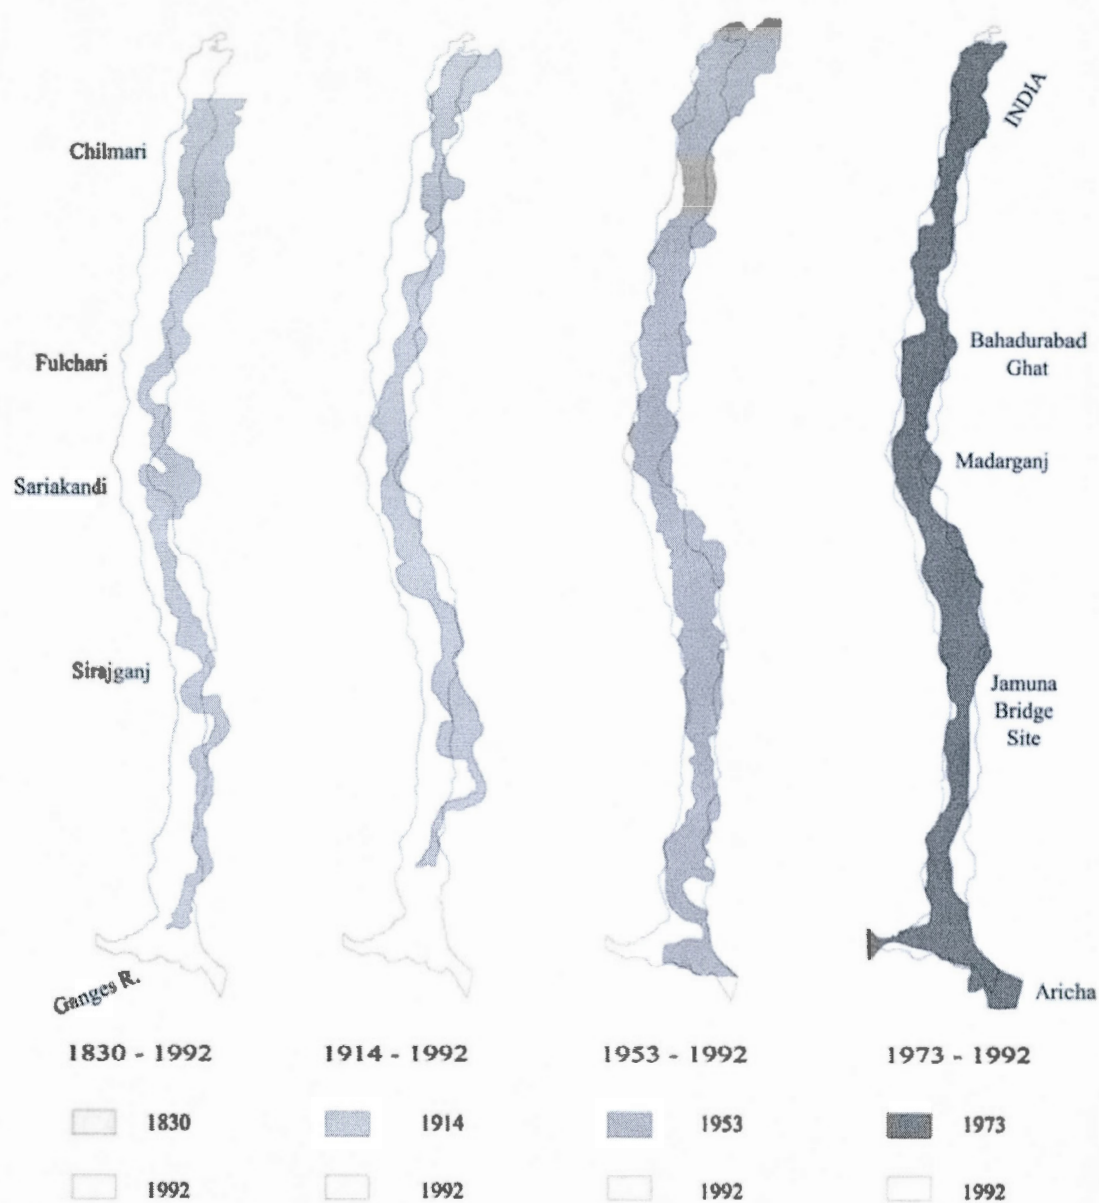 INDIA
Chilmari
Bahadurabad
Ghat
Fulchari
Madarganj
Sariakandi
Sirajganj
Jamuna
Bridge
Site
Ganges R.
Aricha
1830 - 1992
1914 - 1992
1953 - 1992
1973 - 1992
1830
1914
1953
1973
1992
1992
1992
1992